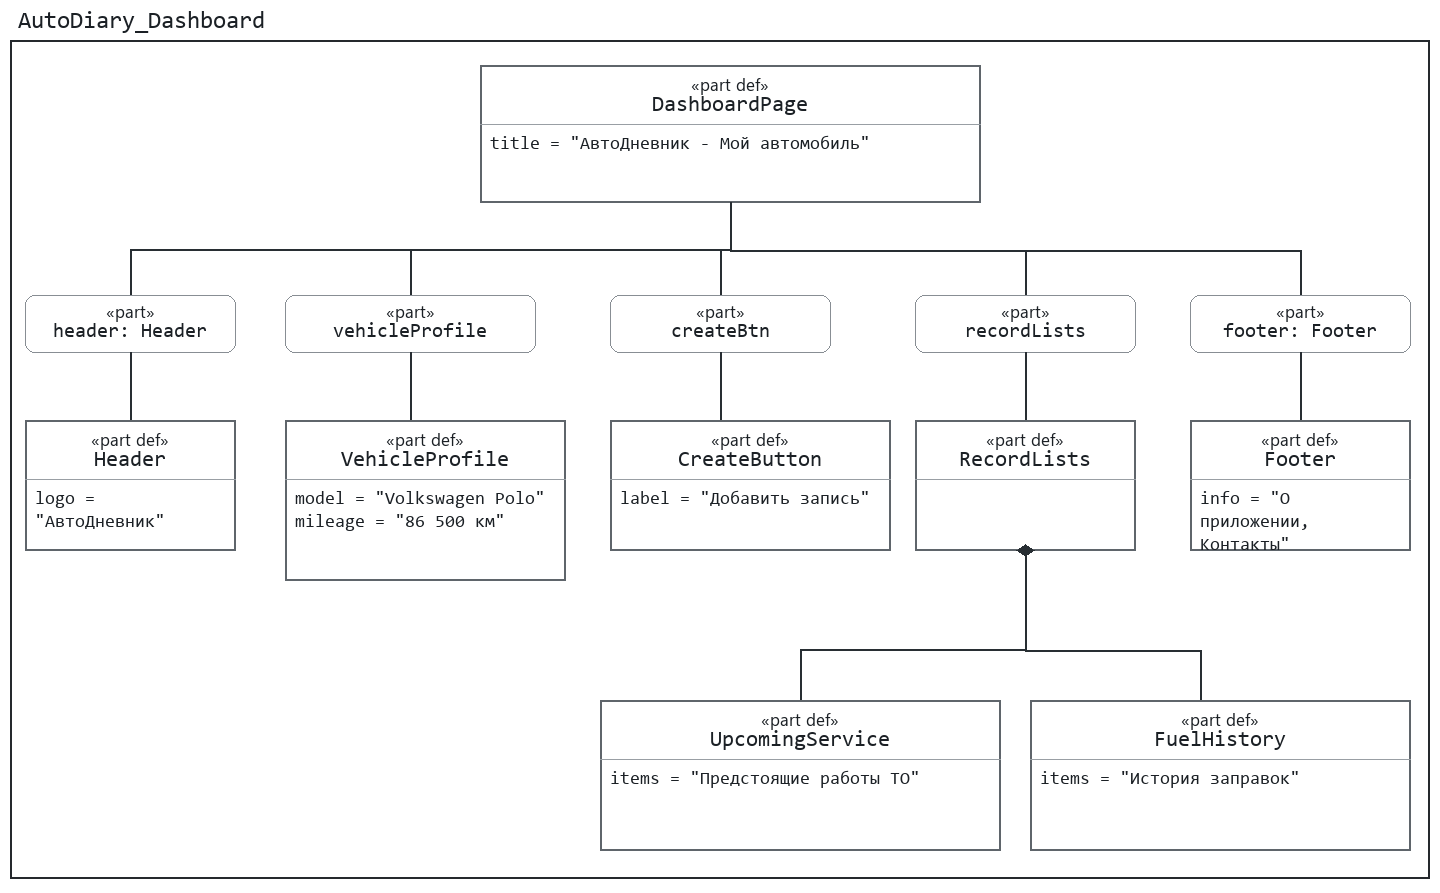 AutoDiary_Dashboard
«part def»
DashboardPage
title = "АвтоДневник - Мой автомобиль"
«part»
header: Header
«part»
vehicleProfile
«part»
createBtn
«part»
recordLists
«part»
footer: Footer
«part def»
Header
logo =
"АвтоДневник"
«part def»
VehicleProfile
model = "Volkswagen Polo"
mileage = "86 500 км"
«part def»
CreateButton
label = "Добавить запись"
«part def»
RecordLists
«part def»
Footer
info = "О
приложении,
Контакты"
«part def»
UpcomingService
items = "Предстоящие работы ТО"
«part def»
FuelHistory
items = "История заправок"